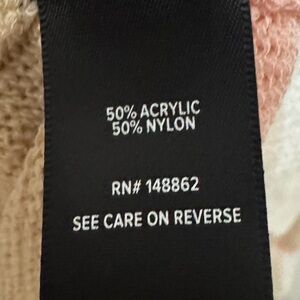 50% ACRYLIC
50% NYLON
RN# 148862
SEE CARE ON REVERSE